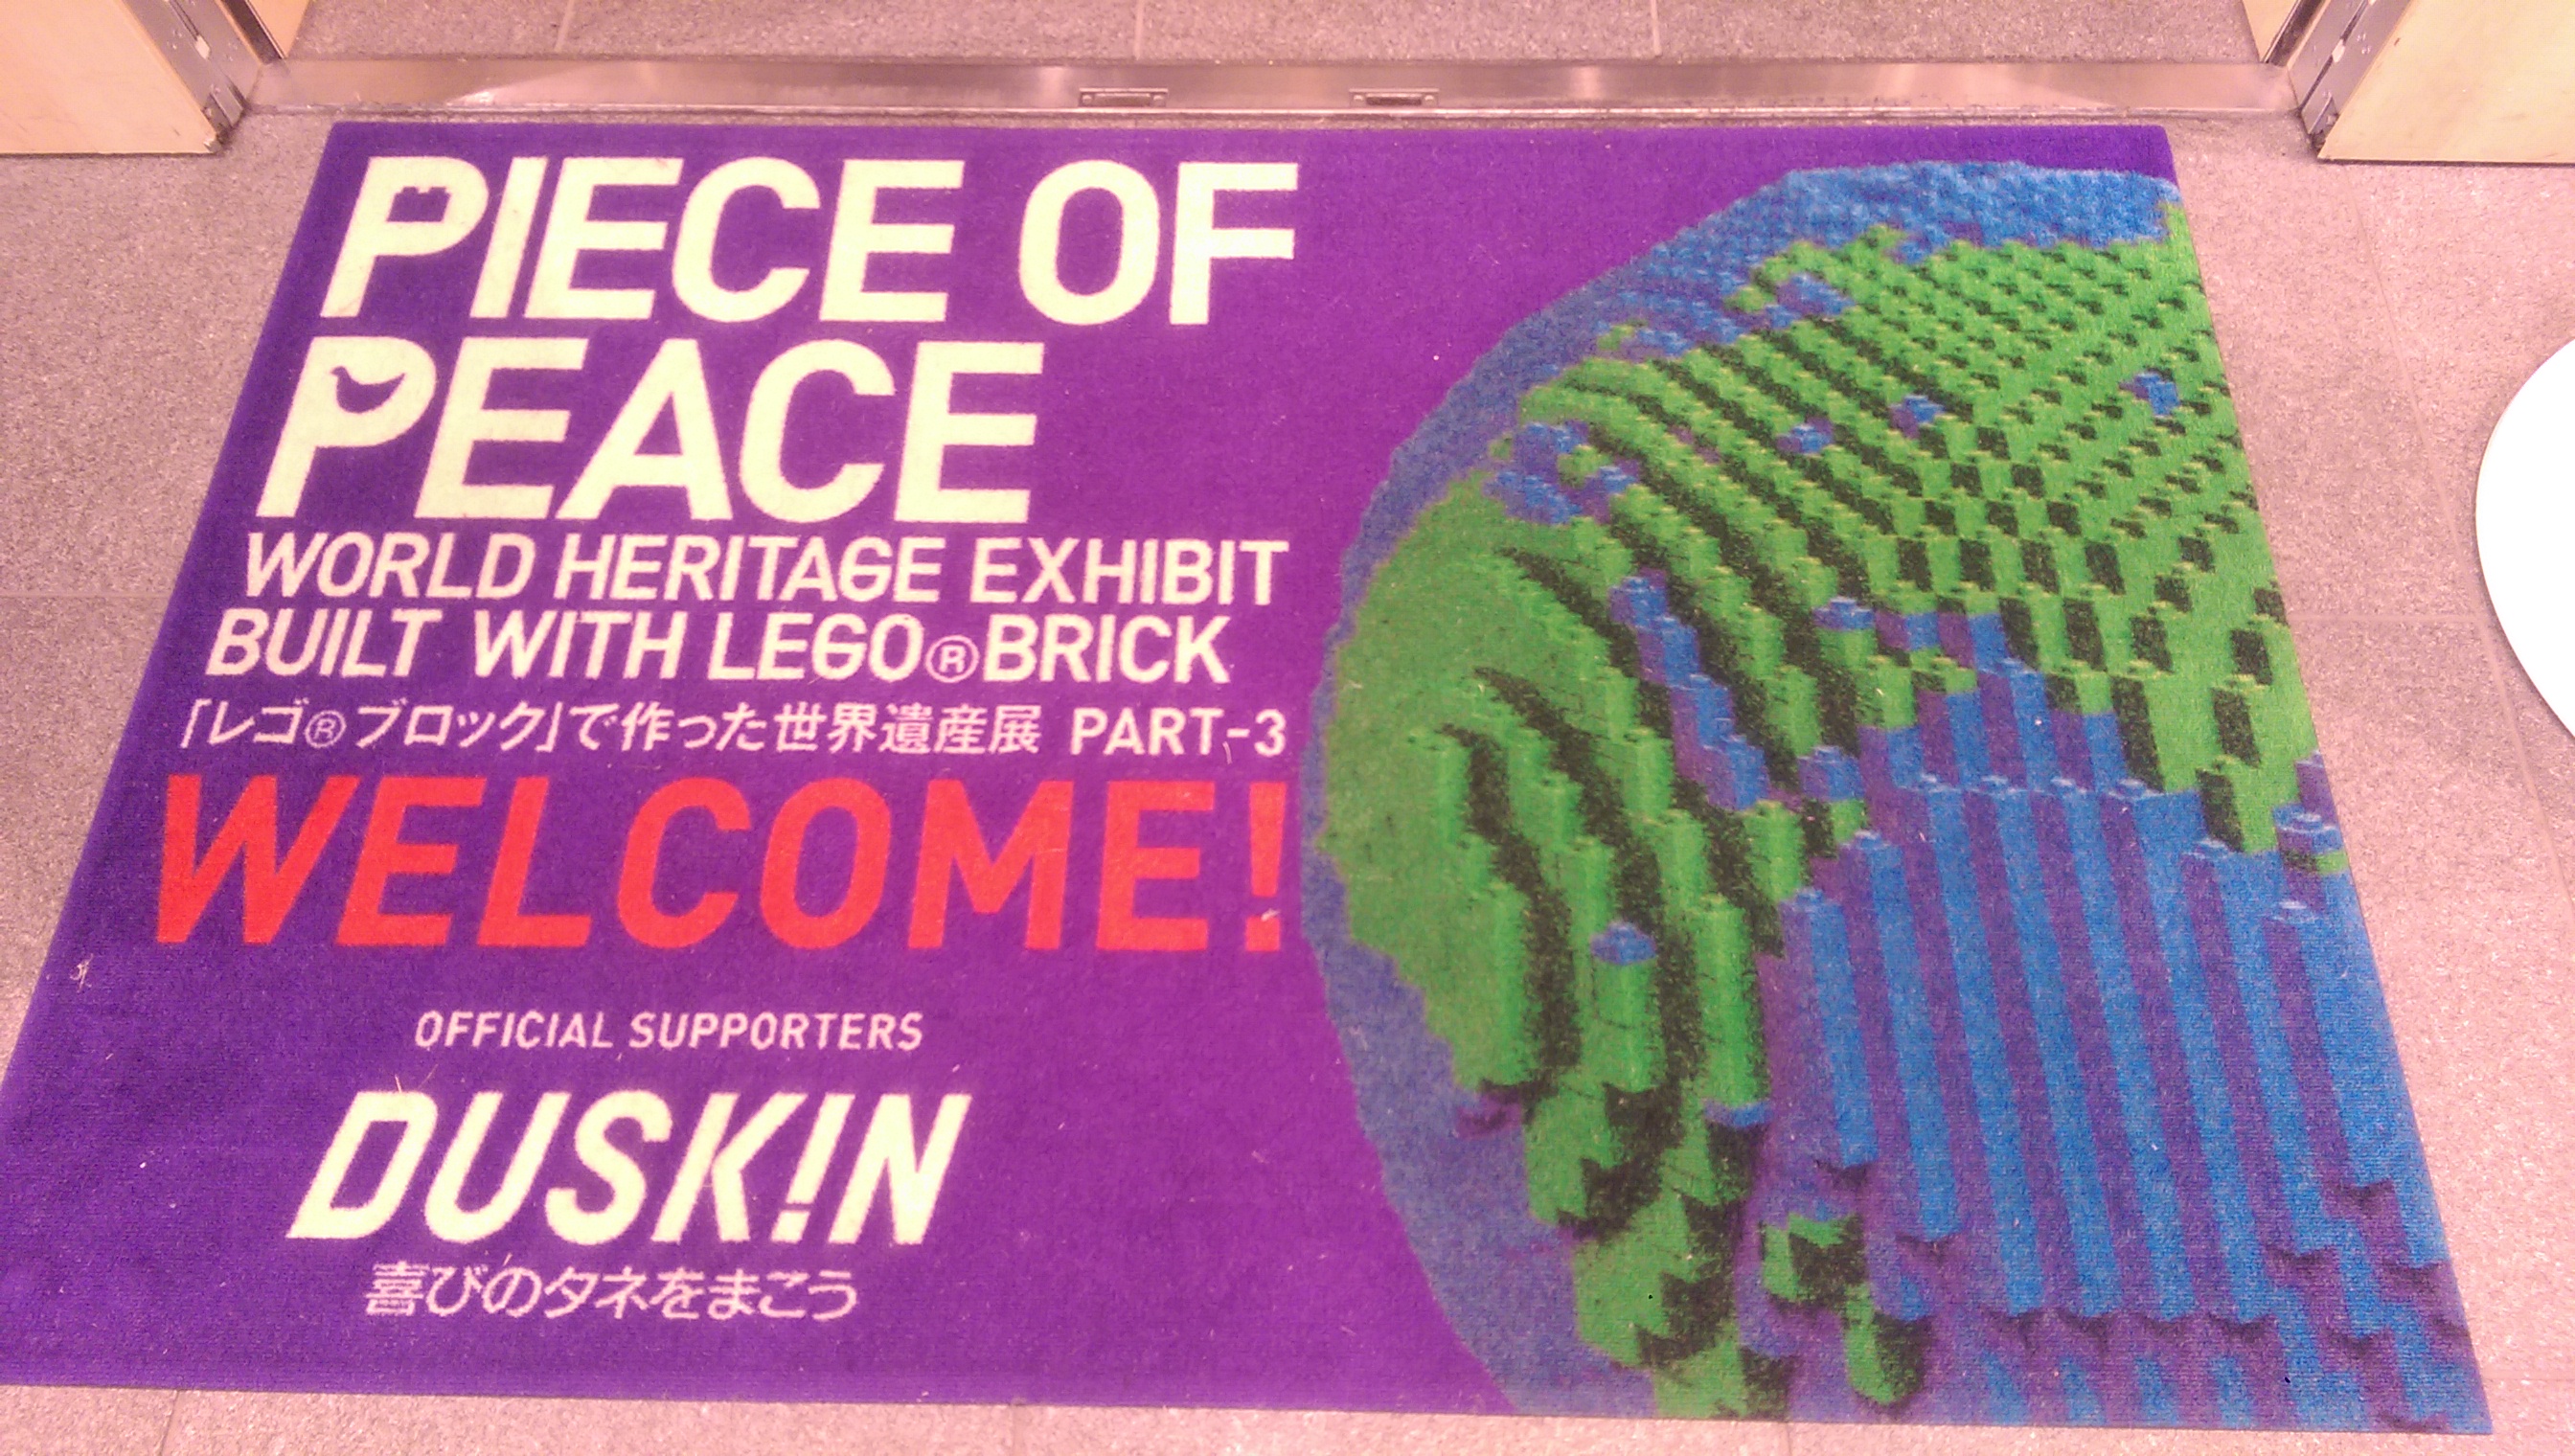 PIECE OF
PEACE
WORLD HERITAGE EXHIBIT
BUILT WITH LEGO®BRICK
「レゴ®ブロック」で作った世界遺産展 PART-3
WELCOME!
OFFICIAL SUPPORTERS
DUSK!N
喜びのタネをまこう